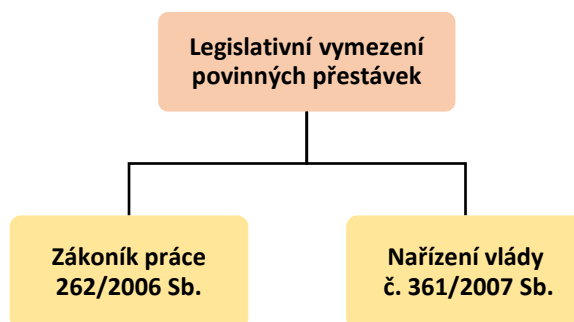 Legislativní vymezení
povinných přestávek
Zákoník práce
262/2006 Sb.
Nařízení vlády
č. 361/2007 Sb.